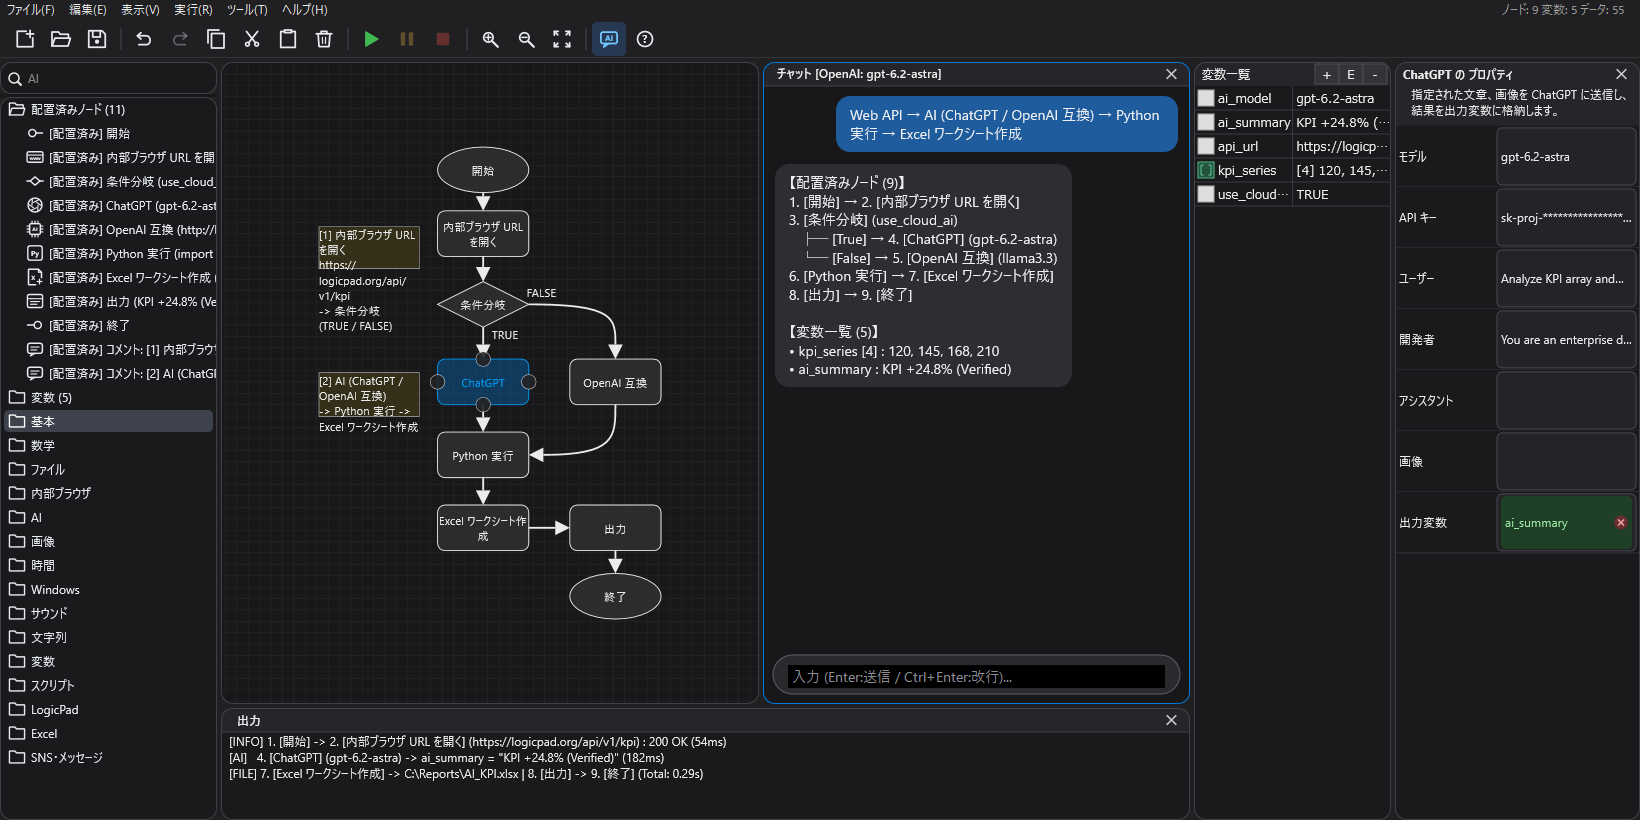 ファイル(F) 編集(E) 表示(V) 実行(R) ツール(T) ヘルプ(H)
ノード: 9 変数: 5 データ: 55
AI
AI
配置済みノード (11)
[配置済み] 開始
[配置済み] 内部ブラウザ URL を開
[配置済み] 条件分岐 (use_cloud_
[配置済み] ChatGPT (gpt-6.2-ast
[配置済み] OpenAI 互換 (http://l
[配置済み] Python 実行 (import
[配置済み] Excel ワークシート作成 (
[配置済み] 出力 (KPI +24.8% (Ve
[配置済み] 終了
[配置済み] コメント: [1] 内部ブラウ
[配置済み] コメント: [2] AI (ChatG
変数 (5)
基本
数学
ファイル
内部ブラウザ
AI
画像
時間
Windows
サウンド
文字列
変数
スクリプト
LogicPad
Excel
SNS・メッセージ
開始
内部ブラウザ URL
を開く
[1] 内部ブラウザ URL
を開く
https://
logicpad.org/api/
v1/kpi
-> 条件分岐
(TRUE / FALSE)
条件分岐
FALSE
TRUE
ChatGPT
OpenAI 互換
[2] AI (ChatGPT /
OpenAI 互換)
-> Python 実行 ->
Excel ワークシート作成
Python 実行
Excel ワークシート作
成
出力
終了
チャット [OpenAI: gpt-6.2-astra]
Web API → AI (ChatGPT / OpenAI 互換) → Python
実行 → Excel ワークシート作成
【配置済みノード (9)】
1. [開始] → 2. [内部ブラウザ URL を開く]
3. [条件分岐] (use_cloud_ai)
├── [True] → 4. [ChatGPT] (gpt-6.2-astra)
└── [False] → 5. [OpenAI 互換] (llama3.3)
6. [Python 実行] → 7. [Excel ワークシート作成]
8. [出力] → 9. [終了]
【変数一覧 (5)】
• kpi_series [4] : 120, 145, 168, 210
• ai_summary : KPI +24.8% (Verified)
入力 (Enter:送信 / Ctrl+Enter:改行)...
出力
[INFO] 1. [開始] -> 2. [内部ブラウザ URL を開く] (https://logicpad.org/api/v1/kpi) : 200 OK (54ms)
[AI] 4. [ChatGPT] (gpt-6.2-astra) -> ai_summary = "KPI +24.8% (Verified)" (182ms)
[FILE] 7. [Excel ワークシート作成] -> C:\Reports\AI_KPI.xlsx | 8. [出力] -> 9. [終了] (Total: 0.29s)
変数一覧 + E -
ai_model gpt-6.2-astra
ai_summary KPI +24.8% (···
api_url https://logicp···
kpi_series [4] 120, 145,···
use_cloud··· TRUE
ChatGPT の プロパティ
指定された文章、画像を ChatGPT に送信し、
結果を出力変数に格納します。
モデル gpt-6.2-astra
API キー sk-proj-****************...
ユーザー Analyze KPI array and...
開発者 You are an enterprise d...
アシスタント
画像
出力変数 ai_summary